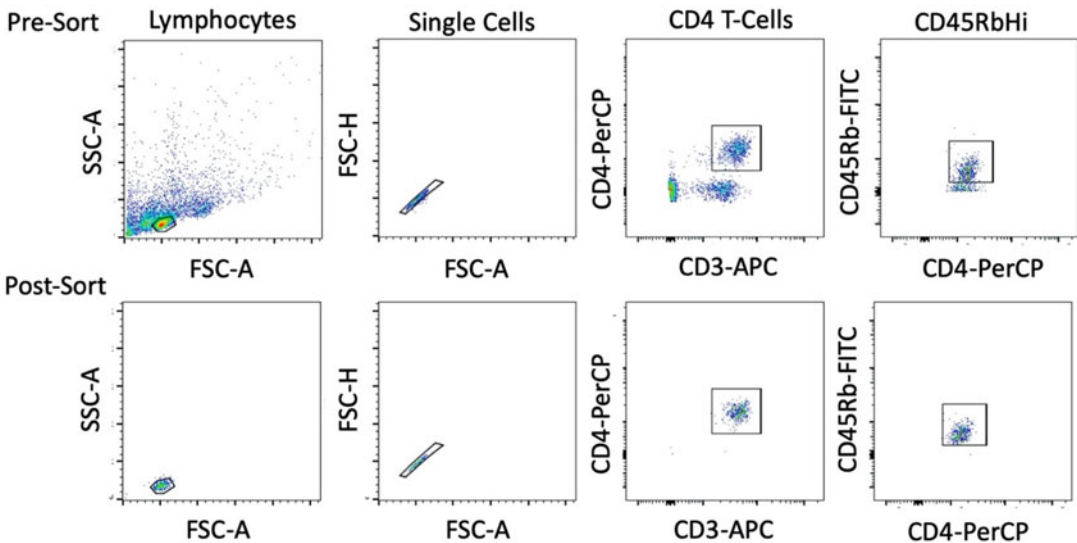 Pre-Sort
Lymphocytes
Single Cells
CD4 T-Cells
CD45RbHi
SSC-A
FSC-H
CD4-PerCP
CD45Rb-FITC
FSC-A
FSC-A
CD3-APC
CD4-PerCP
Post-Sort
SSC-A
FSC-H
CD4-PerCP
CD45Rb-FITC
FSC-A
FSC-A
CD3-APC
CD4-PerCP